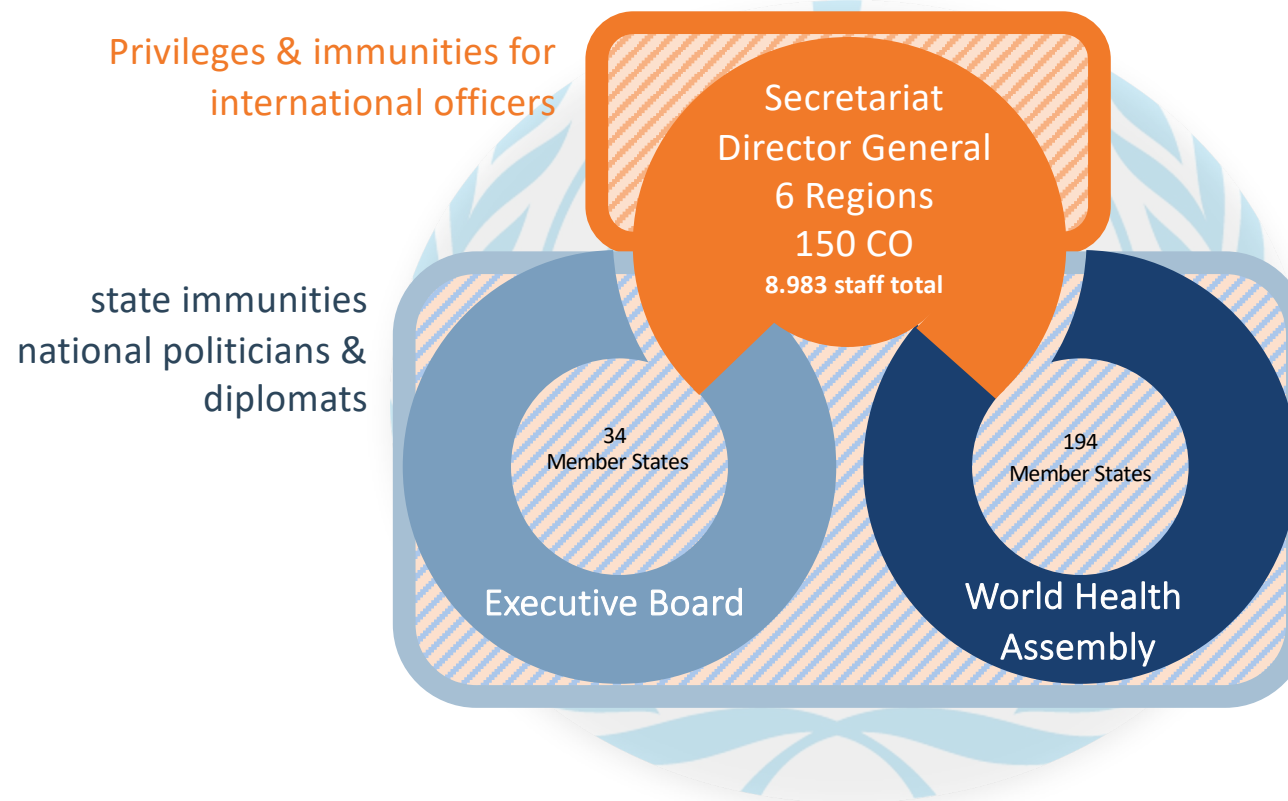 Privileges & immunities for
international officers
Secretariat
Director General
6 Regions
150 CO
8.983 staff total
state immunities
national politicians &
diplomats
34
Member States
Executive Board
194
Member States
World Health
Assembly